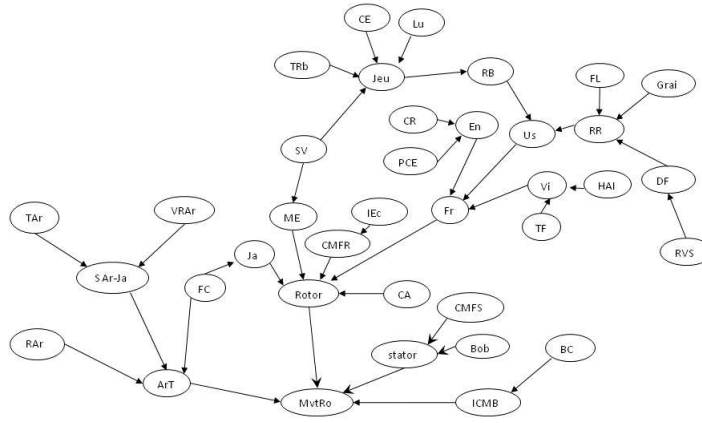 CE
Lu
TRb
Jeu
RB
FL
Grai
CR
En
Us
RR
SV
PCE
Vi
HAI
DF
TAr
VRAr
ME
IEc
Fr
TF
CMFR
RVS
Ja
SAr-Ja
FC
Rotor
CA
CMFS
RAr
stator
Bob
BC
ArT
MvtRo
ICMB